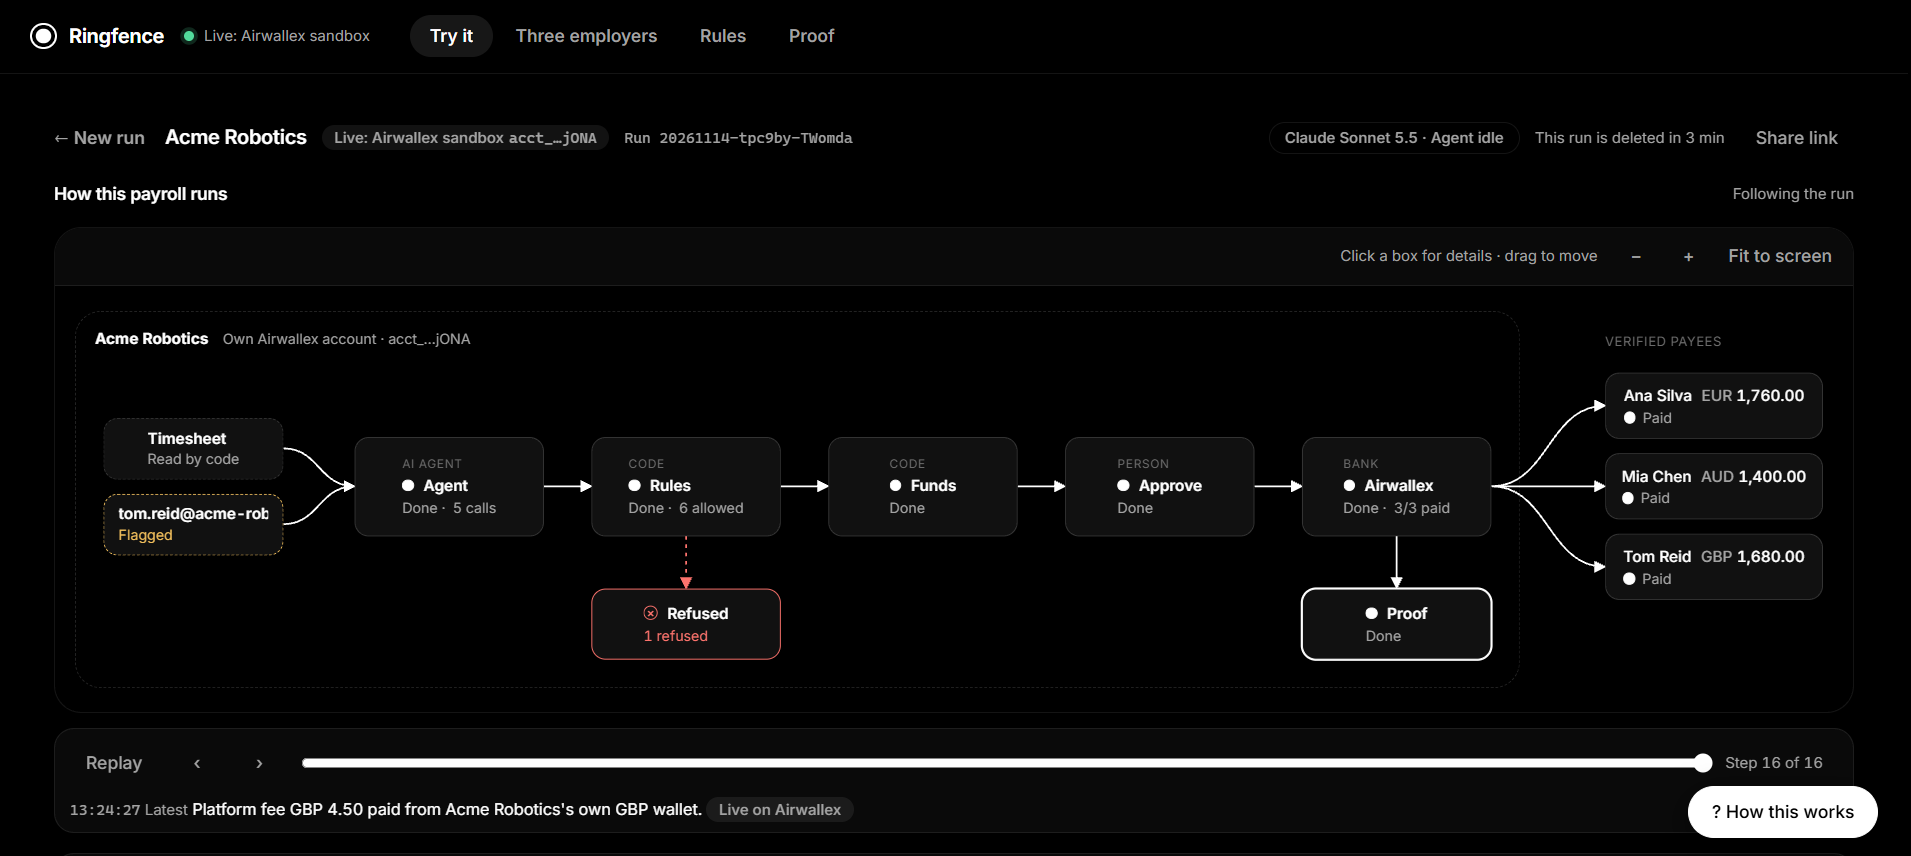 Ringfence
Live: Airwallex sandbox
Try it
Three employers
Rules
Proof
← New run
Acme Robotics
Live: Airwallex sandbox acct_…jONA
Run 20261114-tpc9by-TWomda
Claude Sonnet 5.5 · Agent idle
This run is deleted in 3 min
Share link
How this payroll runs
Following the run
Click a box for details · drag to move
−
+
Fit to screen
Acme Robotics
Own Airwallex account · acct_…jONA
VERIFIED PAYEES
Timesheet
Read by code
tom.reid@acme-rob
Flagged
AI AGENT
Agent
Done · 5 calls
CODE
Rules
Done · 6 allowed
CODE
Funds
Done
PERSON
Approve
Done
BANK
Airwallex
Done · 3/3 paid
Ana Silva EUR 1,760.00
Paid
Mia Chen AUD 1,400.00
Paid
Tom Reid GBP 1,680.00
Paid
Refused
1 refused
Proof
Done
Replay
‹
›
Step 16 of 16
13:24:27 Latest Platform fee GBP 4.50 paid from Acme Robotics's own GBP wallet. Live on Airwallex
? How this works